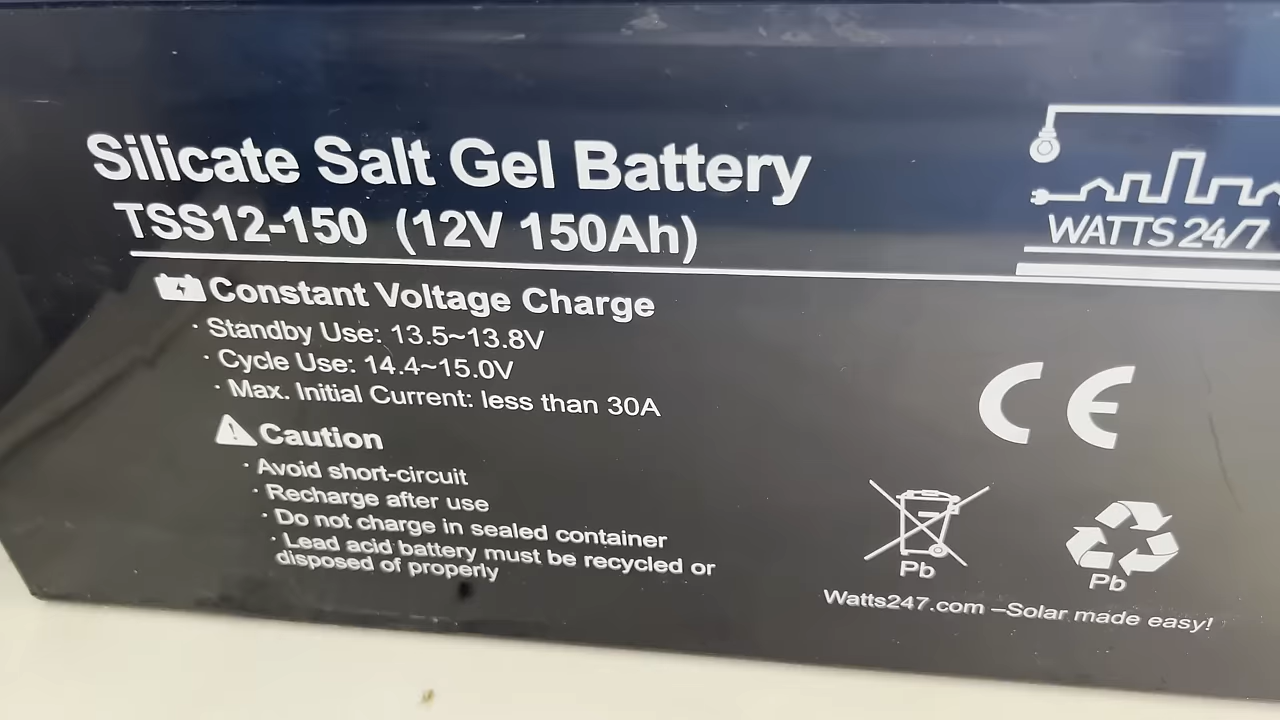 Silicate Salt Gel Battery
TSS12-150 (12V 150Ah)
WATTS 24/7
Constant Voltage Charge
· Standby Use: 13.5~13.8V
· Cycle Use: 14.4~15.0V
· Max. Initial Current: less than 30A
Caution
· Avoid short-circuit
· Recharge after use
· Do not charge in sealed container
· Lead acid battery must be recycled or
disposed of properly
CE
Pb
Pb
Watts247.com –Solar made easy!